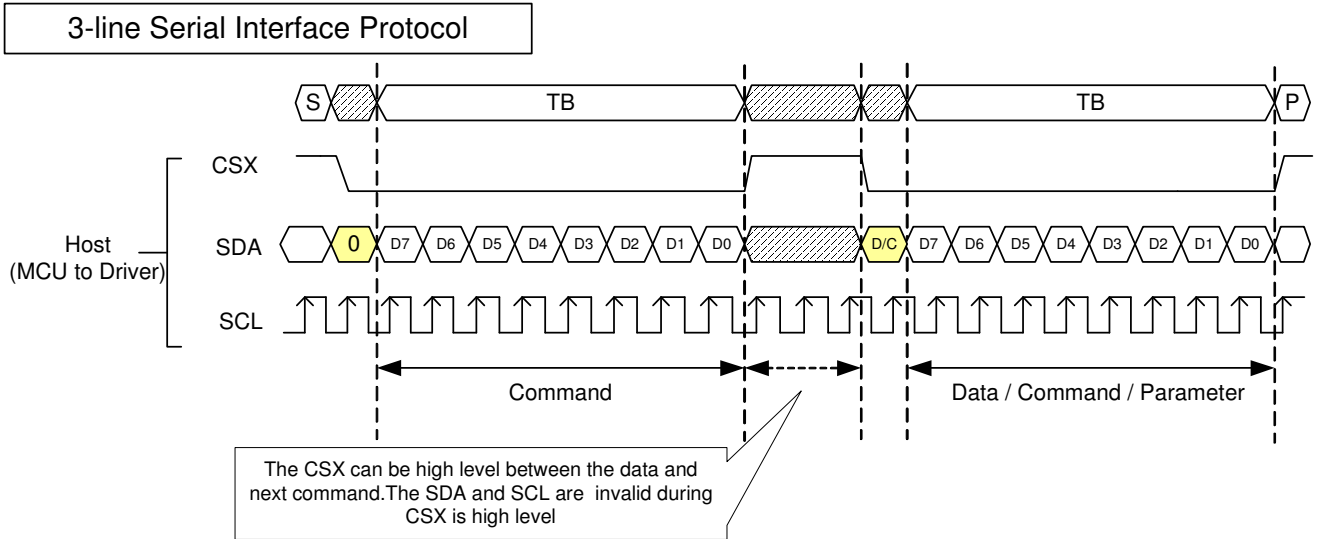 3-line Serial Interface Protocol
S TB TB P
CSX
Host
(MCU to Driver)
SDA 0 D7 D6 D5 D4 D3 D2 D1 D0 D/C D7 D6 D5 D4 D3 D2 D1 D0
SCL
Command Data / Command / Parameter
The CSX can be high level between the data and
next command.The SDA and SCL are invalid during
CSX is high level